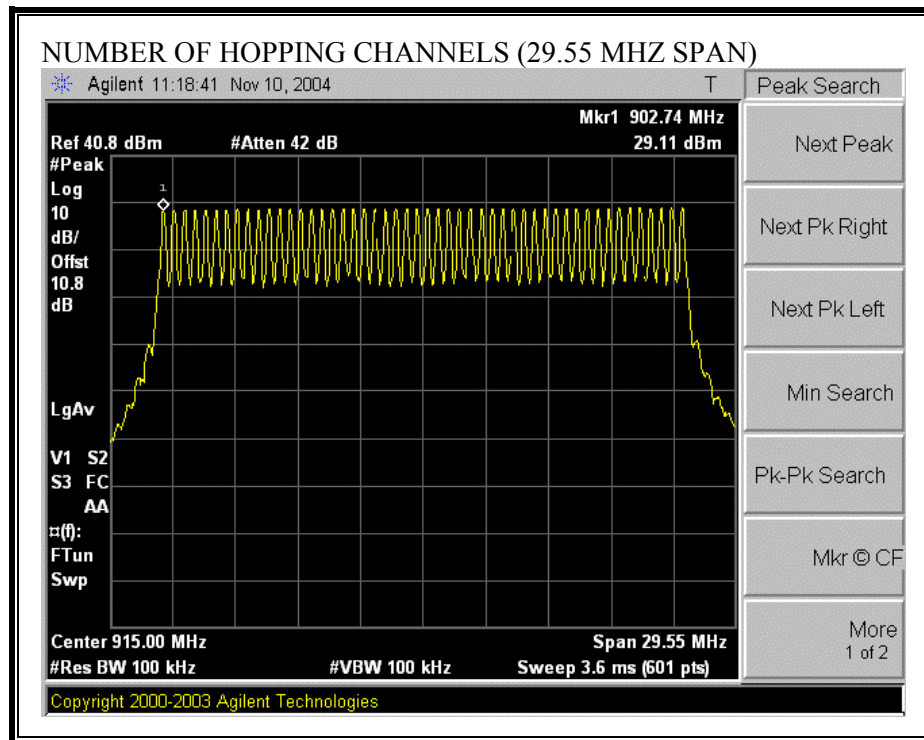 NUMBER OF HOPPING CHANNELS (29.55 MHZ SPAN)
Agilent 11:18:41 Nov 10, 2004
T
Peak Search
Mkr1 902.74 MHz
Ref 40.8 dBm #Atten 42 dB 29.11 dBm
#Peak
Log
10
dB/
Offst
10.8
dB
1
LgAv
V1 S2
S3 FC
AA
¤(f):
FTun
Swp
Center 915.00 MHz Span 29.55 MHz
#Res BW 100 kHz #VBW 100 kHz Sweep 3.6 ms (601 pts)
Copyright 2000-2003 Agilent Technologies
Next Peak
Next Pk Right
Next Pk Left
Min Search
Pk-Pk Search
Mkr © CF
More
1 of 2